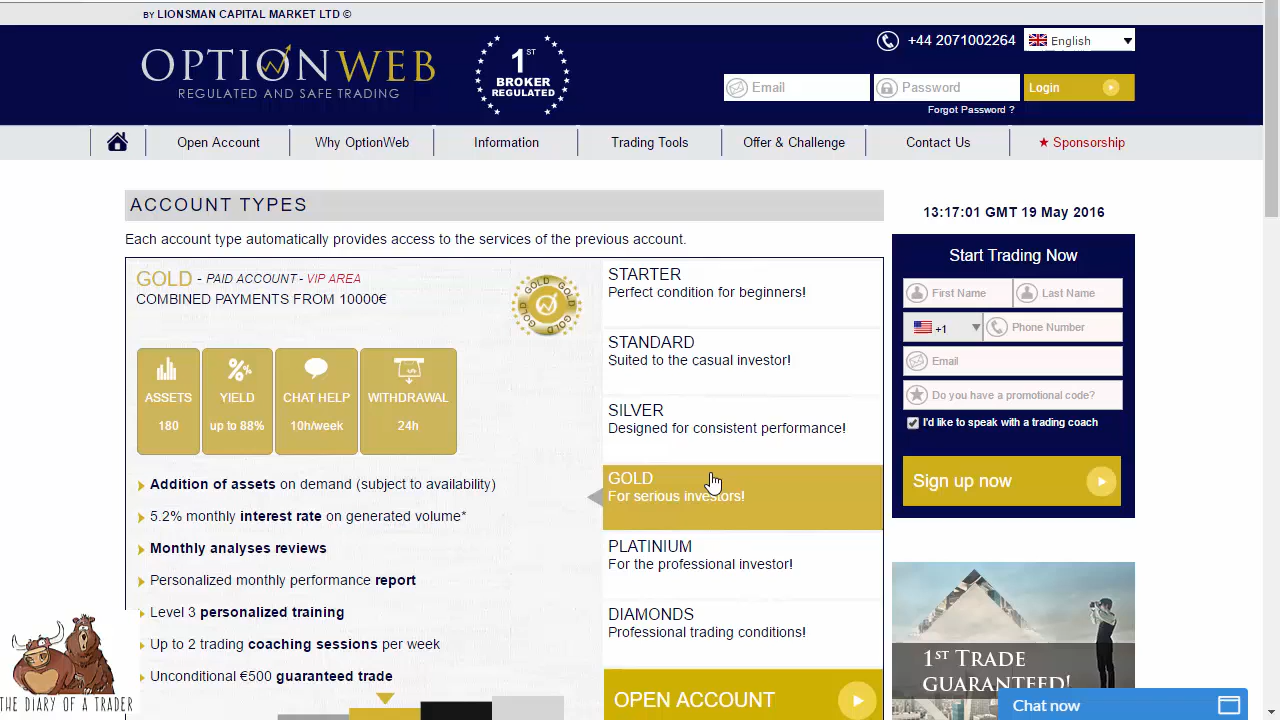 BY LIONSMAN CAPITAL MARKET LTD ©
OPTIONWEB
REGULATED AND SAFE TRADING
1ST
BROKER
REGULATED
+44 2071002264
English
Email
Password
Login
Forgot Password ?
Open Account
Why OptionWeb
Information
Trading Tools
Offer & Challenge
Contact Us
★ Sponsorship
ACCOUNT TYPES
Each account type automatically provides access to the services of the previous account.
GOLD - PAID ACCOUNT - VIP AREA
COMBINED PAYMENTS FROM 10000€
GOLD GOLD GOLD GOLD
ASSETS
180
YIELD
up to 88%
CHAT HELP
10h/week
WITHDRAWAL
24h
Addition of assets on demand (subject to availability)
5.2% monthly interest rate on generated volume*
Monthly analyses reviews
Personalized monthly performance report
Level 3 personalized training
Up to 2 trading coaching sessions per week
Unconditional €500 guaranteed trade
STARTER
Perfect condition for beginners!
STANDARD
Suited to the casual investor!
SILVER
Designed for consistent performance!
GOLD
For serious investors!
PLATINIUM
For the professional investor!
DIAMONDS
Professional trading conditions!
OPEN ACCOUNT
13:17:01 GMT 19 May 2016
Start Trading Now
First Name
Last Name
+1
Phone Number
Email
Do you have a promotional code?
I'd like to speak with a trading coach
Sign up now
1ST TRADE
GUARANTEED!
Chat now
THE DIARY OF A TRADER